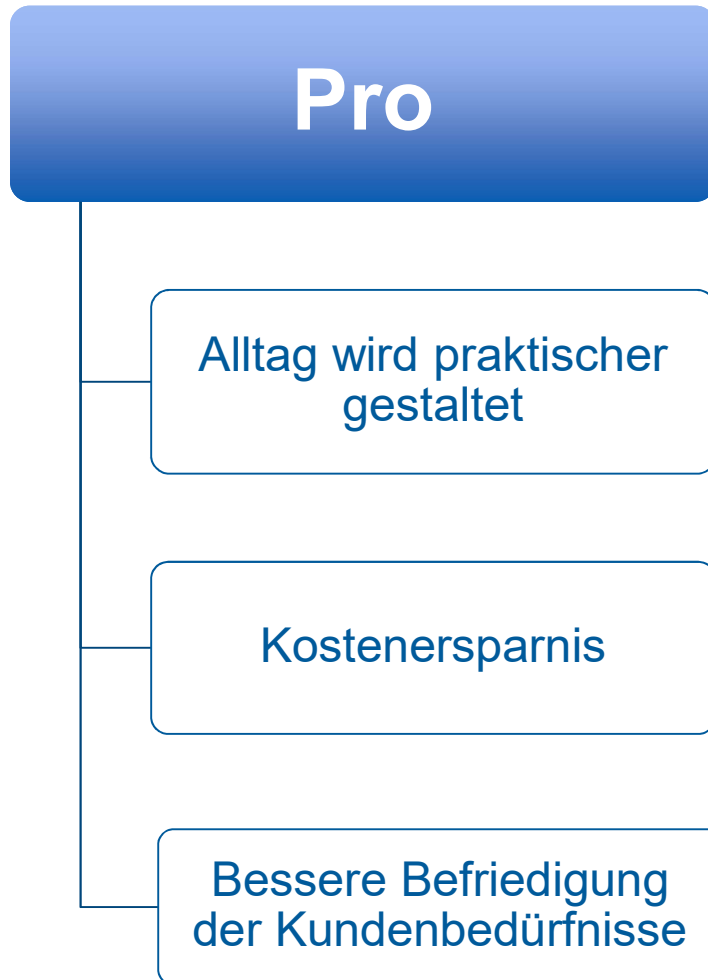 Pro
Alltag wird praktischer
gestaltet
Kostenersparnis
Bessere Befriedigung
der Kundenbedürfnisse